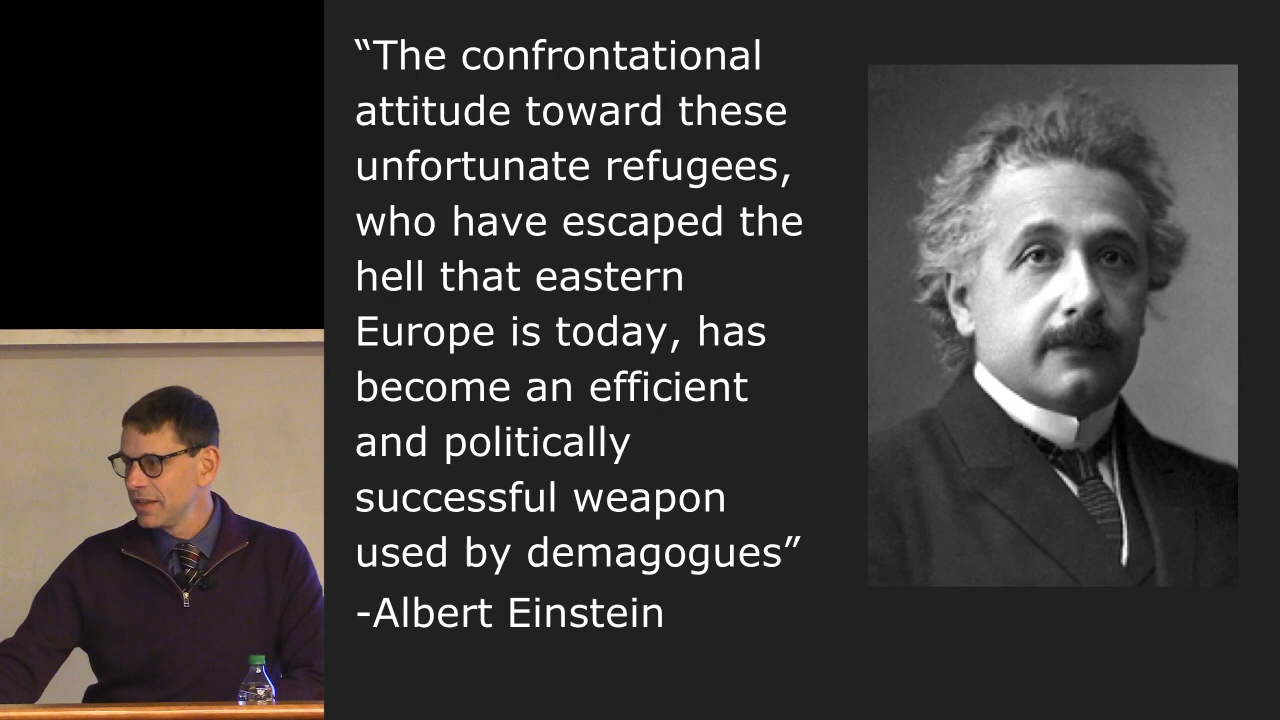 “The confrontational
attitude toward these
unfortunate refugees,
who have escaped the
hell that eastern
Europe is today, has
become an efficient
and politically
successful weapon
used by demagogues”
-Albert Einstein